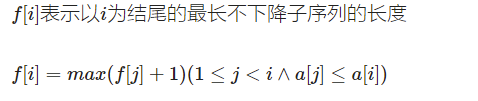 f[i]表示以i为结尾的最长不下降子序列的长度
f[i] = max(f[j] + 1)(1 ≤ j < i ∧ a[j] ≤ a[i])